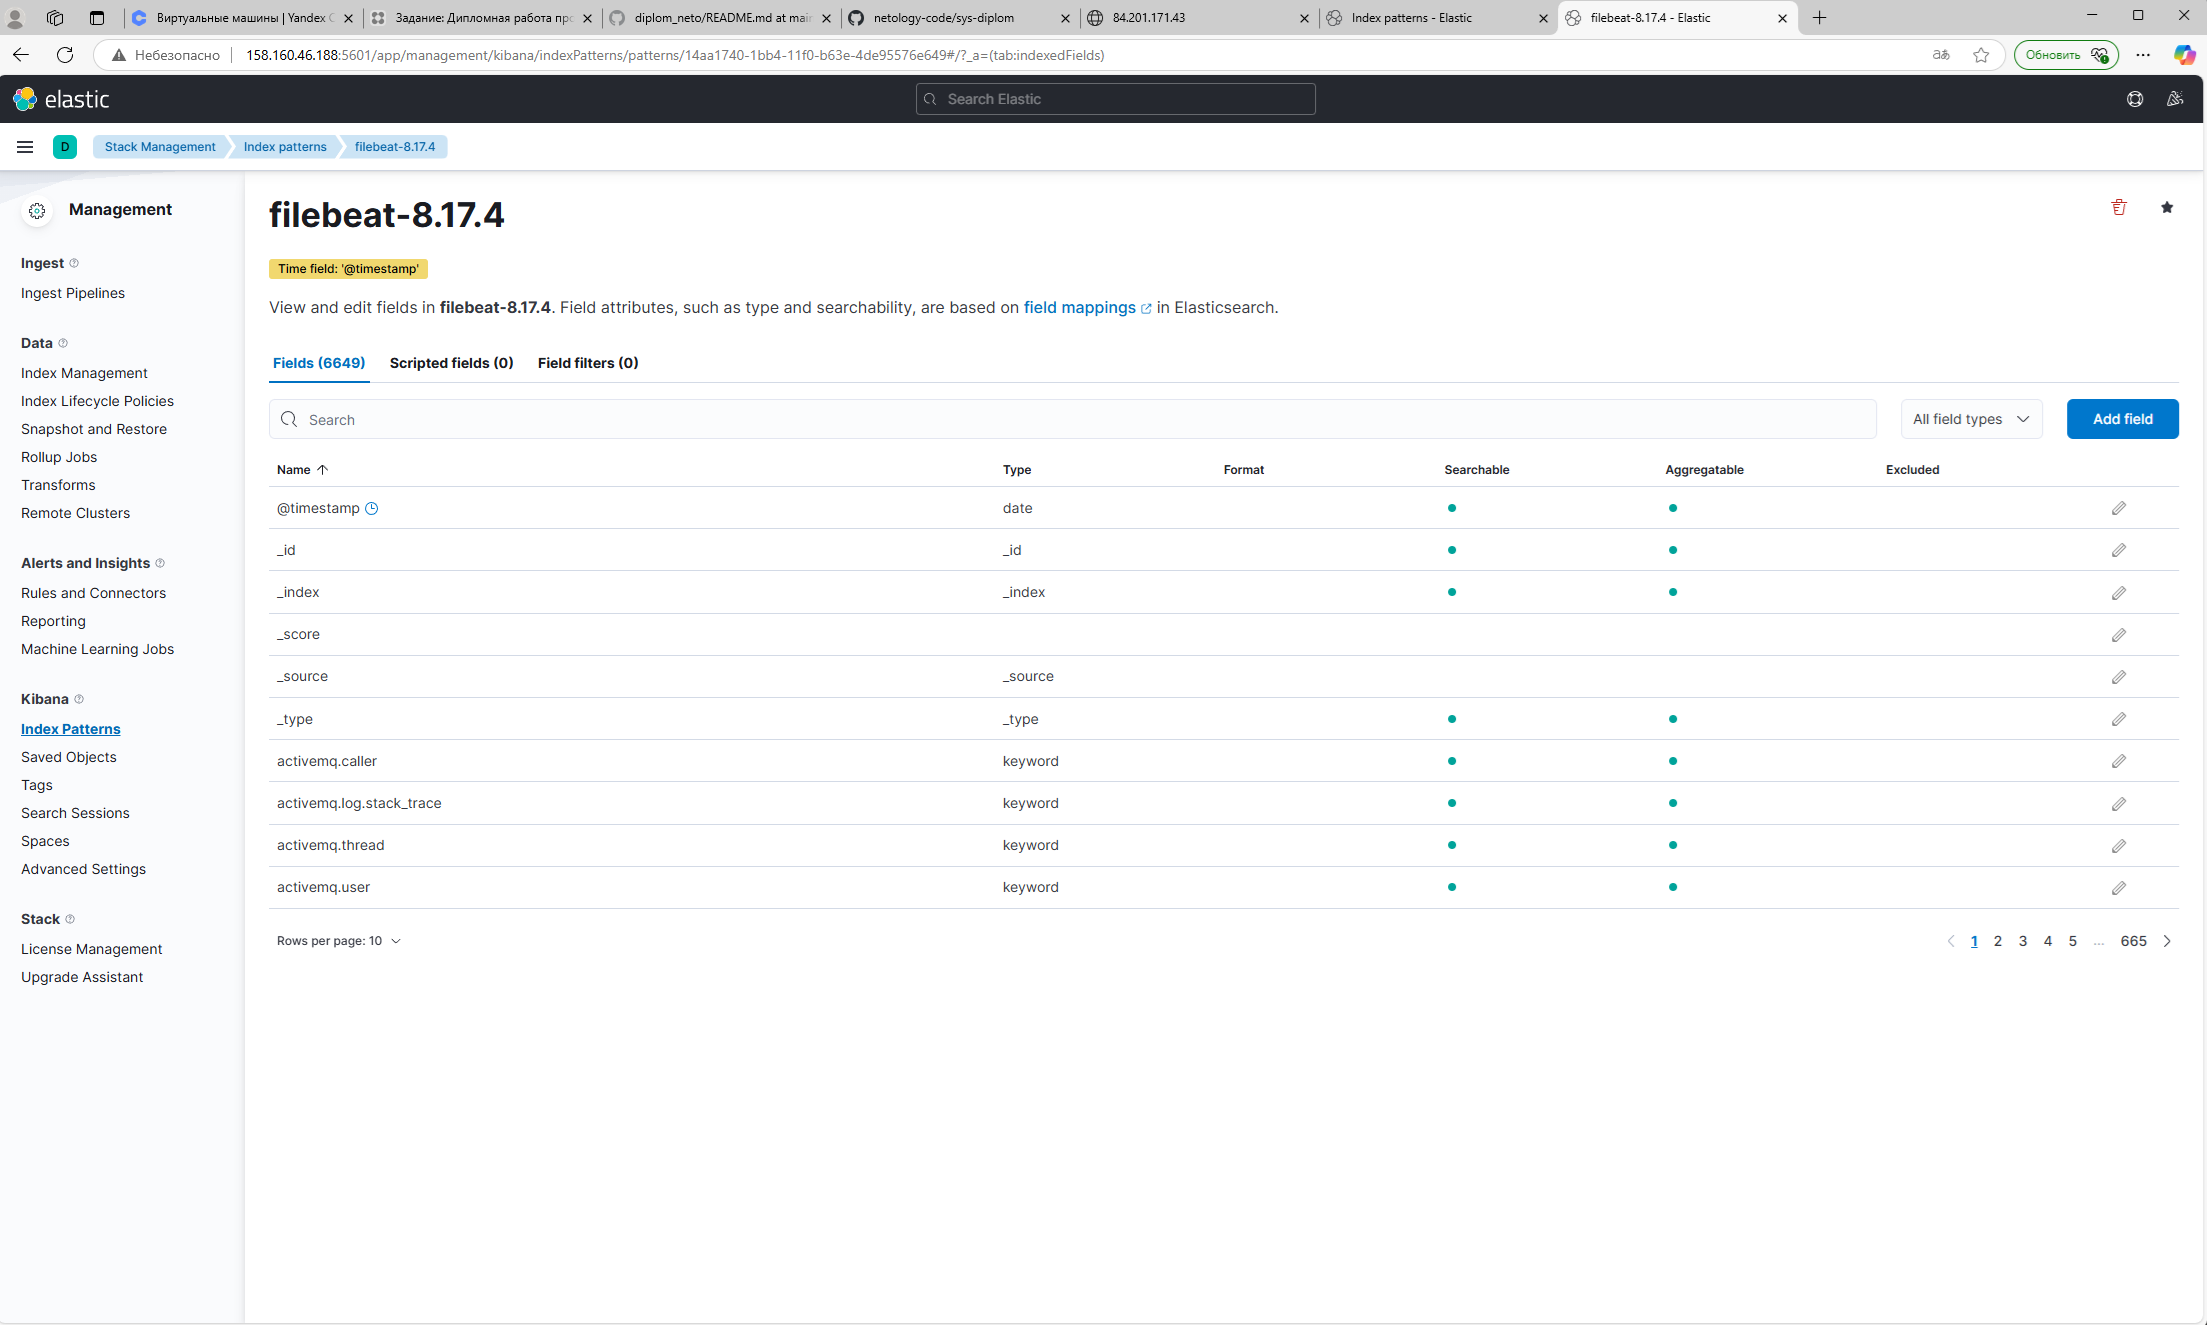 Виртуальные машины | Yandex C
Задание: Дипломная работа про
diplom_neto/README.md at main
netology-code/sys-diplom
84.201.171.43
Index patterns - Elastic
filebeat-8.17.4 - Elastic
Небезопасно
158.160.46.188:5601/app/management/kibana/indexPatterns/patterns/14aa1740-1bb4-11f0-b63e-4de95576e649#/?_a=(tab:indexedFields)
Обновить
elastic
Search Elastic
D
Stack Management
Index patterns
filebeat-8.17.4
Management
Ingest
Ingest Pipelines
Data
Index Management
Index Lifecycle Policies
Snapshot and Restore
Rollup Jobs
Transforms
Remote Clusters
Alerts and Insights
Rules and Connectors
Reporting
Machine Learning Jobs
Kibana
Index Patterns
Saved Objects
Tags
Search Sessions
Spaces
Advanced Settings
Stack
License Management
Upgrade Assistant
filebeat-8.17.4
Time field: '@timestamp'
View and edit fields in filebeat-8.17.4. Field attributes, such as type and searchability, are based on field mappings in Elasticsearch.
Fields (6649) Scripted fields (0) Field filters (0)
Search
All field types
Add field
Name Type Format Searchable Aggregatable Excluded
@timestamp date
_id _id
_index _index
_score
_source _source
_type _type
activemq.caller keyword
activemq.log.stack_trace keyword
activemq.thread keyword
activemq.user keyword
Rows per page: 10
1 2 3 4 5 ... 665